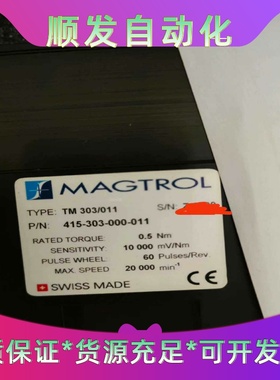 顺发自动化
MAGTROL
TYPE: TM 303/011
S/N:
P/N: 415-303-000-011
RATED TORQUE: 0.5 Nm
SENSITIVITY: 10 000 mV/Nm
PULSE WHEEL: 60 Pulses/Rev.
MAX. SPEED 20 000 min⁻¹
SWISS MADE CE
质保证*货源充足*可开发